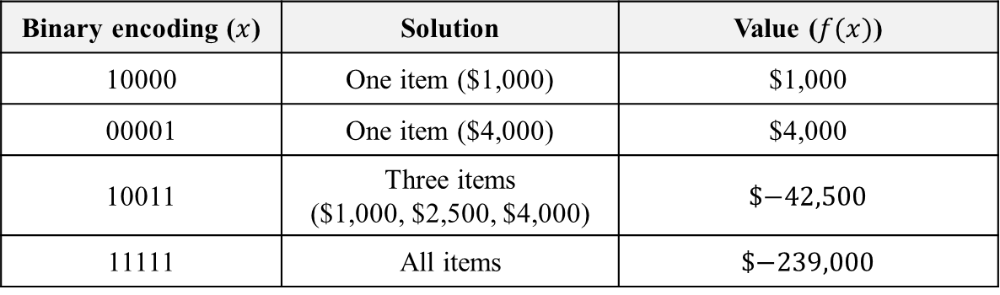 Binary encoding (𝑥) Solution Value (𝑓(𝑥))
10000 One item ($1,000) $1,000
00001 One item ($4,000) $4,000
10011 Three items
($1,000, $2,500, $4,000) $−42,500
11111 All items $−239,000